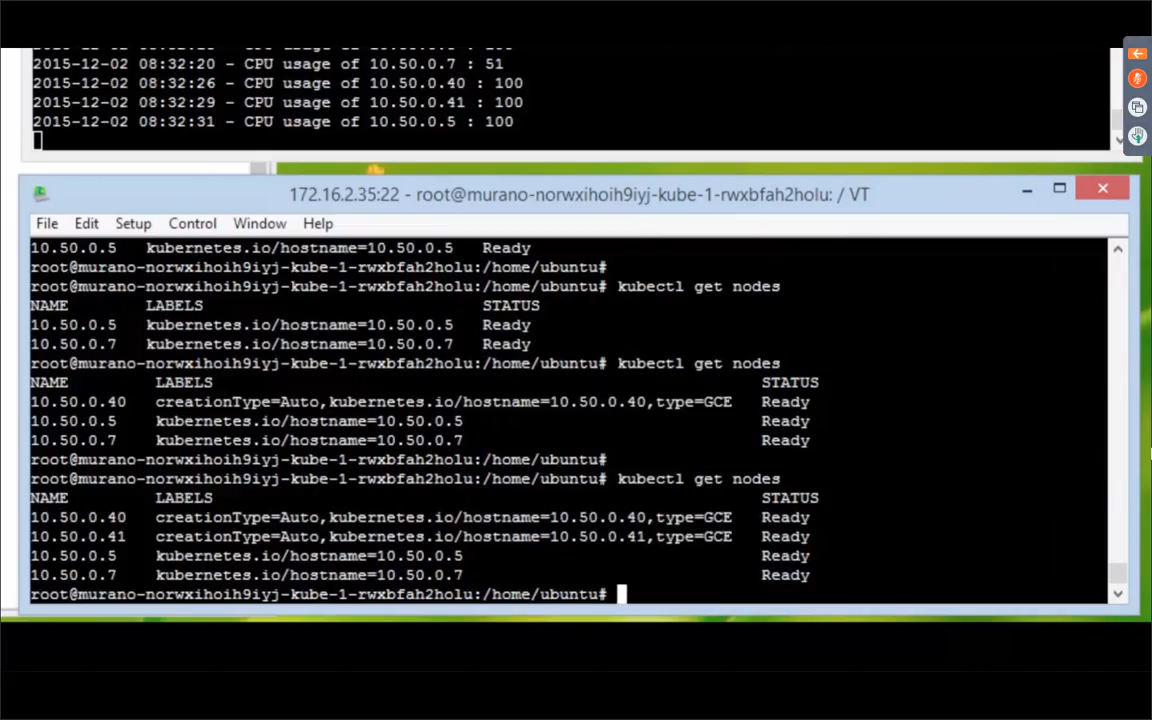 2015-12-02 08:32:20 - CPU usage of 10.50.0.7 : 51
2015-12-02 08:32:26 - CPU usage of 10.50.0.40 : 100
2015-12-02 08:32:29 - CPU usage of 10.50.0.41 : 100
2015-12-02 08:32:31 - CPU usage of 10.50.0.5 : 100
172.16.2.35:22 - root@murano-norwxihoih9iyj-kube-1-rwxbfah2holu: / VT
File Edit Setup Control Window Help
10.50.0.5 kubernetes.io/hostname=10.50.0.5 Ready
root@murano-norwxihoih9iyj-kube-1-rwxbfah2holu:/home/ubuntu#
root@murano-norwxihoih9iyj-kube-1-rwxbfah2holu:/home/ubuntu# kubectl get nodes
NAME LABELS STATUS
10.50.0.5 kubernetes.io/hostname=10.50.0.5 Ready
10.50.0.7 kubernetes.io/hostname=10.50.0.7 Ready
root@murano-norwxihoih9iyj-kube-1-rwxbfah2holu:/home/ubuntu# kubectl get nodes
NAME LABELS STATUS
10.50.0.40 creationType=Auto,kubernetes.io/hostname=10.50.0.40,type=GCE Ready
10.50.0.5 kubernetes.io/hostname=10.50.0.5 Ready
10.50.0.7 kubernetes.io/hostname=10.50.0.7 Ready
root@murano-norwxihoih9iyj-kube-1-rwxbfah2holu:/home/ubuntu#
root@murano-norwxihoih9iyj-kube-1-rwxbfah2holu:/home/ubuntu# kubectl get nodes
NAME LABELS STATUS
10.50.0.40 creationType=Auto,kubernetes.io/hostname=10.50.0.40,type=GCE Ready
10.50.0.41 creationType=Auto,kubernetes.io/hostname=10.50.0.41,type=GCE Ready
10.50.0.5 kubernetes.io/hostname=10.50.0.5 Ready
10.50.0.7 kubernetes.io/hostname=10.50.0.7 Ready
root@murano-norwxihoih9iyj-kube-1-rwxbfah2holu:/home/ubuntu#